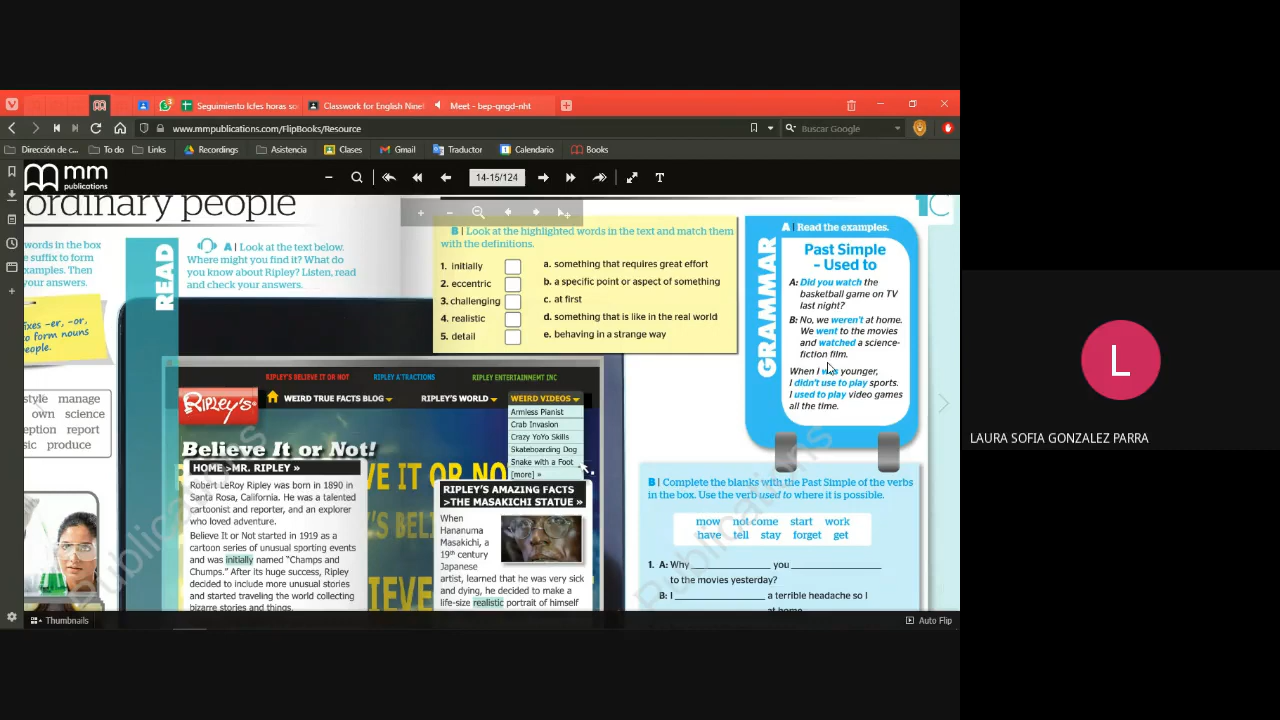 Seguimiento Icfes horas so
Classwork for English Ninet
Meet - bep-qngd-nht
www.mmpublications.com/FlipBooks/Resource
Buscar Google
Dirección de c...
To do
Links
Recordings
Asistencia
Clases
Gmail
Traductor
Calendario
Books
mm
publications
14-15/124
T
ordinary people
words in the box
e suffix to form
xamples. Then
your answers.
fixes -er, -or,
to form nouns
people.
style manage
own science
eption report
sic produce
READ
A | Look at the text below.
Where might you find it? What do
you know about Ripley? Listen, read
and check your answers.
B | Look at the highlighted words in the text and match them
with the definitions.
1. initially
2. eccentric
3. challenging
4. realistic
5. detail
a. something that requires great effort
b. a specific point or aspect of something
c. at first
d. something that is like in the real world
e. behaving in a strange way
RIPLEY'S BELIEVE IT OR NOT
RIPLEY ATTRACTIONS
RIPLEY ENTERTAINMENT INC
RIPLEY'S
WEIRD TRUE FACTS BLOG
RIPLEY'S WORLD
WEIRD VIDEOS
Armless Pianist
Crab Invasion
Crazy YoYo Skills
Skateboarding Dog
Snake with a Foot
[more] »
Believe It or Not!
HOME >MR. RIPLEY »
Robert LeRoy Ripley was born in 1890 in
Santa Rosa, California. He was a talented
cartoonist and reporter, and an explorer
who loved adventure.
Believe It or Not started in 1919 as a
cartoon series of unusual sporting events
and was initially named "Champs and
Chumps." After its huge success, Ripley
decided to include more unusual stories
and started traveling the world collecting
bizarre stories and things.
VE IT OR NO
RIPLEY'S AMAZING FACTS
>THE MASAKICHI STATUE »
When
Hananuma
Masakichi, a
19th century
Japanese
artist, learned that he was very sick
and dying, he decided to make a
life-size realistic portrait of himself
1C
GRAMMAR
A | Read the examples.
Past Simple
- Used to
A: Did you watch the
basketball game on TV
last night?
B: No, we weren't at home.
We went to the movies
and watched a science-
fiction film.
When I was younger,
I didn't use to play sports.
I used to play video games
all the time.
B | Complete the blanks with the Past Simple of the verbs
in the box. Use the verb used to where it is possible.
mow not come start work
have tell stay forget get
1. A: Why ____ you ____
to the movies yesterday?
B: I ____ a terrible headache so I
at home.
Publications
Publications
Thumbnails
Auto Flip
L
LAURA SOFIA GONZALEZ PARRA